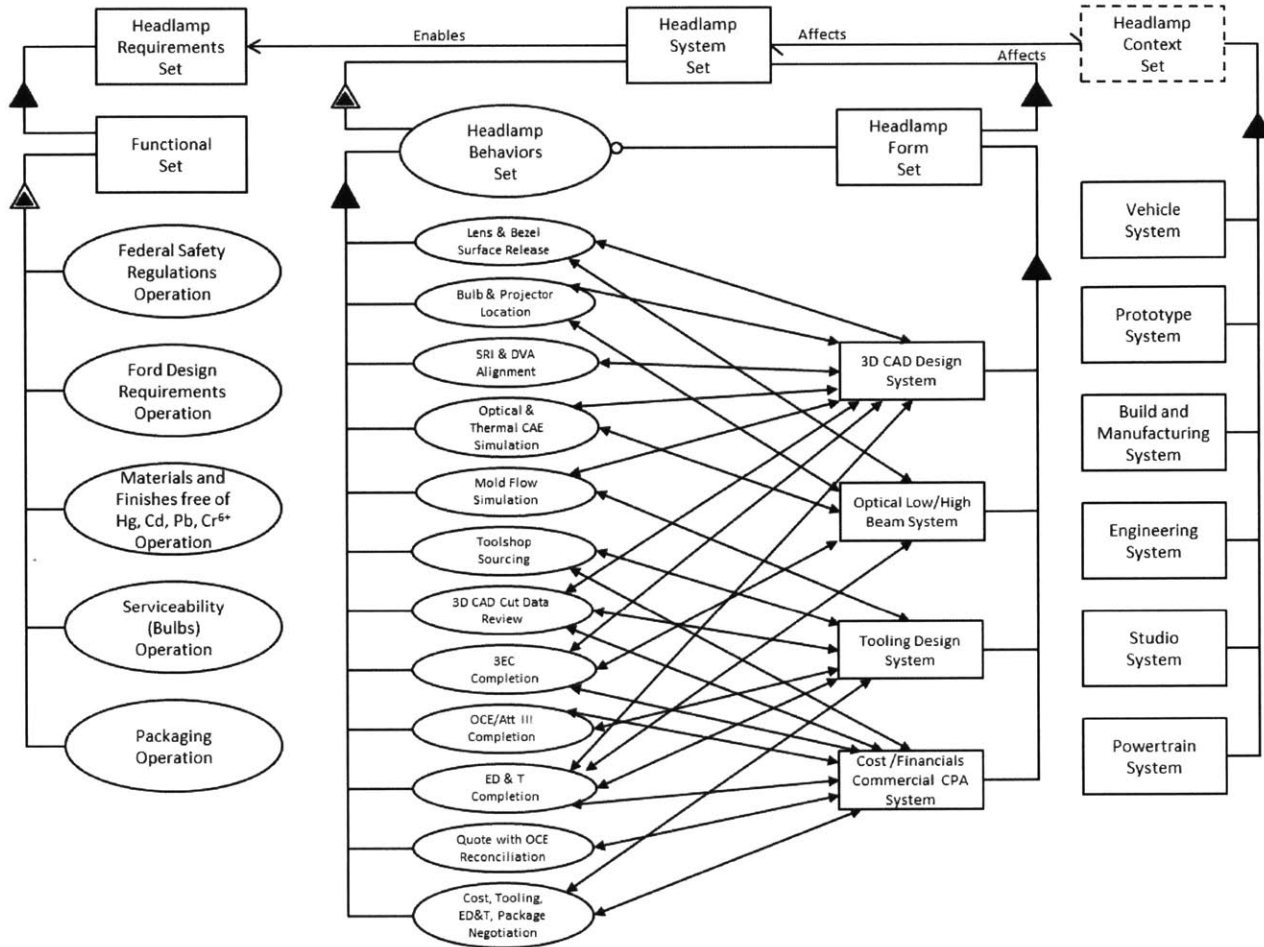 Headlamp
Requirements
Set
Enables
Headlamp
System
Set
Affects
Affects
Headlamp
Context
Set
Functional
Set
Headlamp
Behaviors
Set
Headlamp
Form
Set
Federal Safety
Regulations
Operation
Ford Design
Requirements
Operation
Materials and
Finishes free of
Hg, Cd, Pb, Cr⁶⁺
Operation
Serviceability
(Bulbs)
Operation
Packaging
Operation
Lens & Bezel
Surface Release
Bulb & Projector
Location
SRI & DVA
Alignment
Optical &
Thermal CAE
Simulation
Mold Flow
Simulation
Toolshop
Sourcing
3D CAD Cut Data
Review
3EC
Completion
OCE/Att III
Completion
ED & T
Completion
Quote with OCE
Reconciliation
Cost, Tooling,
ED&T, Package
Negotiation
3D CAD Design
System
Optical Low/High
Beam System
Tooling Design
System
Cost /Financials
Commercial CPA
System
Vehicle
System
Prototype
System
Build and
Manufacturing
System
Engineering
System
Studio
System
Powertrain
System